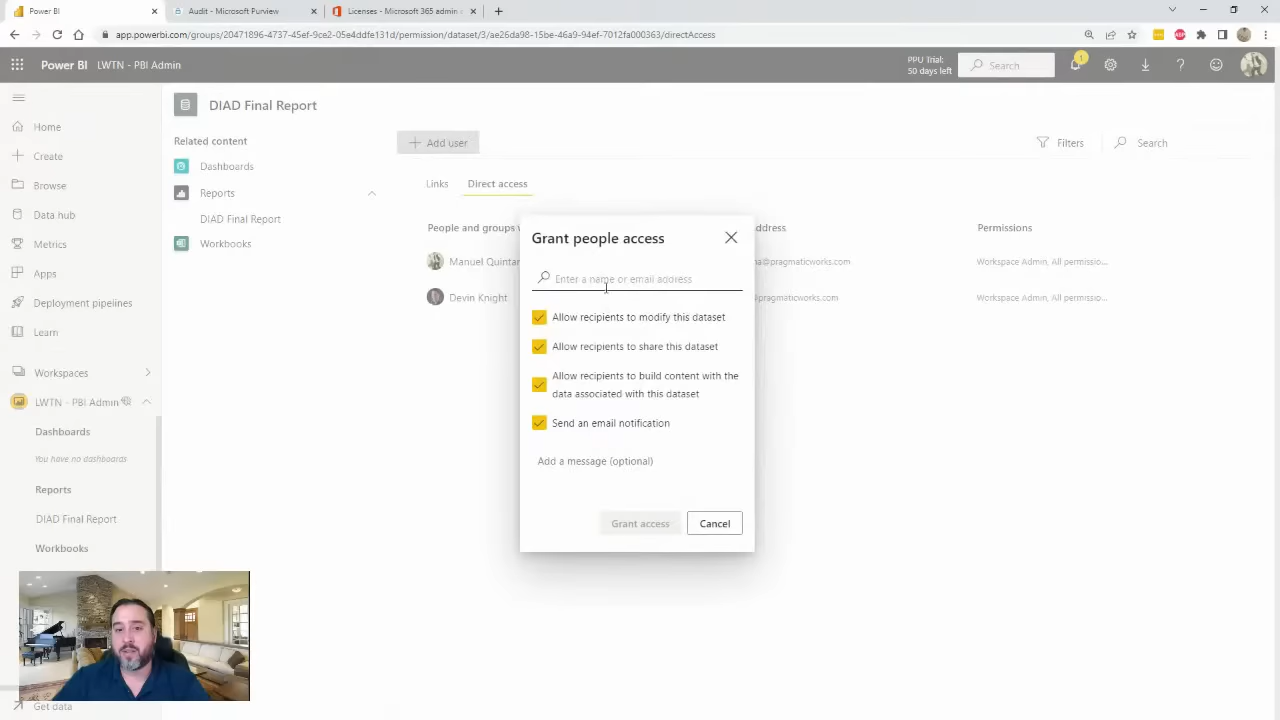 Power BI
Audit - Microsoft Purview
Licenses - Microsoft 365 admin
app.powerbi.com/groups/20471896-4737-45ef-9ce2-05e4ddfe131d/permission/dataset/3/ae26da98-15be-46a9-94ef-7012fa000363/directAccess
Power BI LWTN - PBI Admin
PPU Trial:
50 days left
Search
1
DIAD Final Report
Home
Create
Browse
Data hub
Metrics
Apps
Deployment pipelines
Learn
Workspaces
LWTN - PBI Admin
Dashboards
You have no dashboards
Reports
DIAD Final Report
Workbooks
Get data
Related content
Dashboards
Reports
DIAD Final Report
Workbooks
Add user
Filters
Search
Links Direct access
People and groups
Permissions
Workspace Admin, All permissio...
Devin Knight
@pragmaticworks.com
Workspace Admin, All permissio...
Grant people access
Enter a name or email address
Allow recipients to modify this dataset
Allow recipients to share this dataset
Allow recipients to build content with the
data associated with this dataset
Send an email notification
Add a message (optional)
Grant access
Cancel